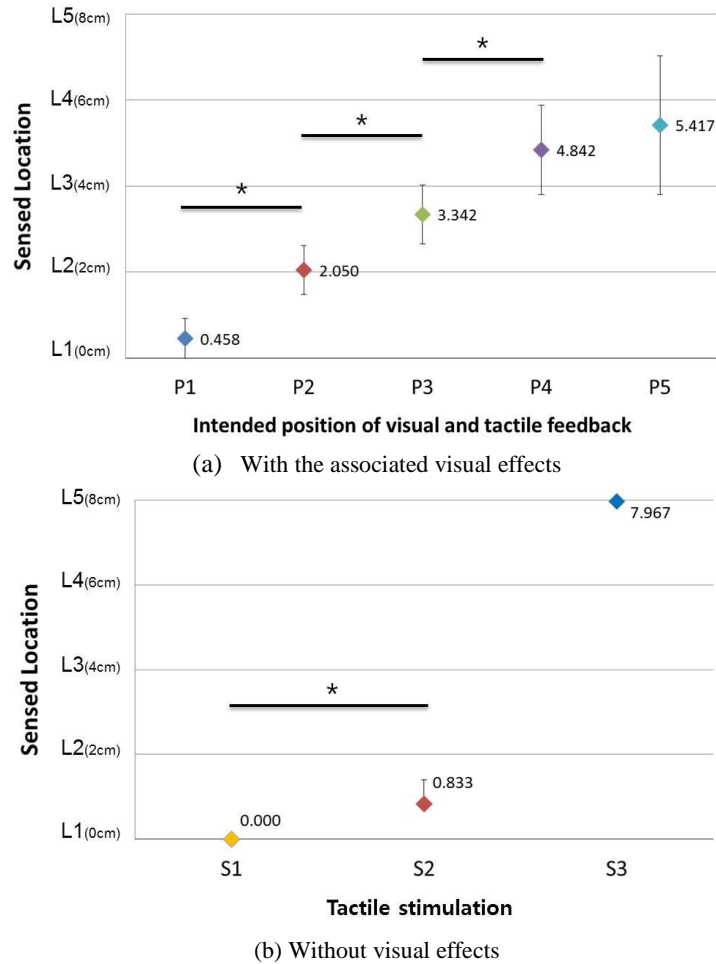 L5(8cm)
*
L4(6cm)
5.417
*
4.842
Sensed Location
L3(4cm)
*
3.342
L2(2cm)
2.050
0.458
L1(0cm)
P1 P2 P3 P4 P5
Intended position of visual and tactile feedback
(a) With the associated visual effects
L5(8cm)
7.967
L4(6cm)
Sensed Location
L3(4cm)
*
L2(2cm)
0.833
0.000
L1(0cm)
S1 S2 S3
Tactile stimulation
(b) Without visual effects